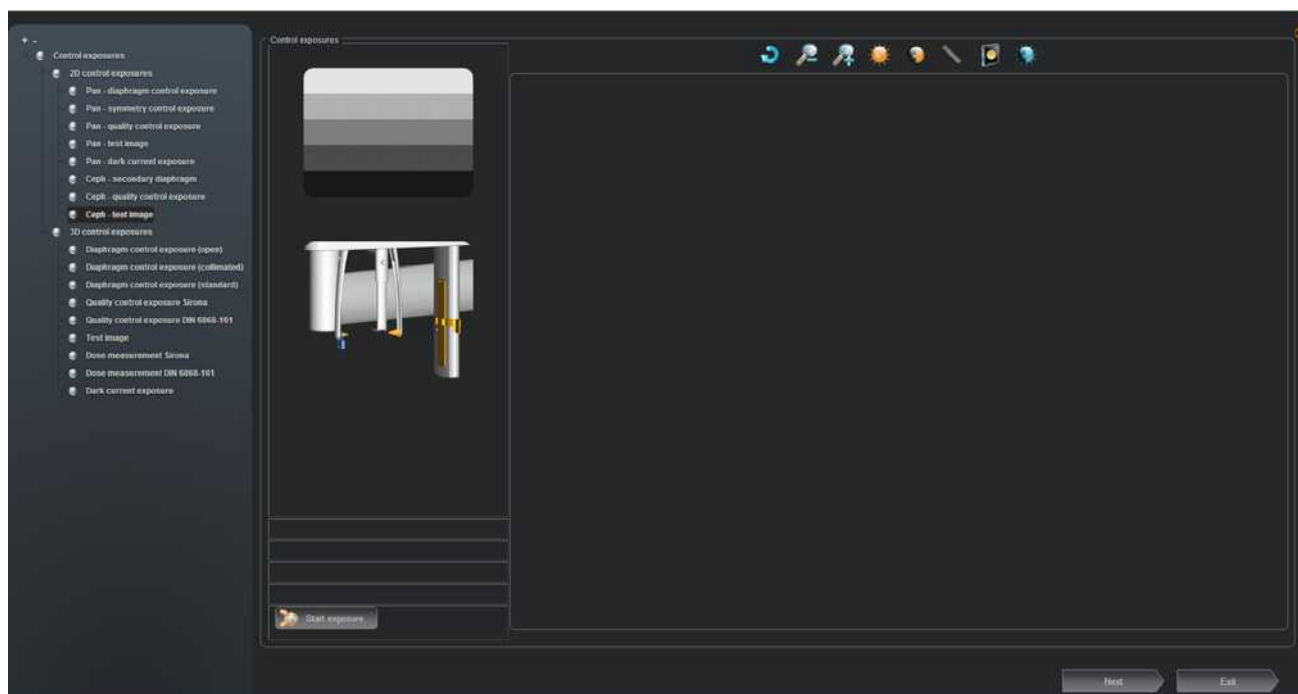 + -
Control exposures
2D control exposures
Pan - diaphragm control exposure
Pan - symmetry control exposure
Pan - quality control exposure
Pan - test image
Pan - dark current exposure
Ceph - secondary diaphragm
Ceph - quality control exposure
Ceph - test image
3D control exposures
Diaphragm control exposure (open)
Diaphragm control exposure (collimated)
Diaphragm control exposure (standard)
Quality control exposure Sirona
Quality control exposure DIN 6868-101
Test image
Dose measurement Sirona
Dose measurement DIN 6868-101
Dark current exposure
Control exposures
Start exposure
Next
Exit